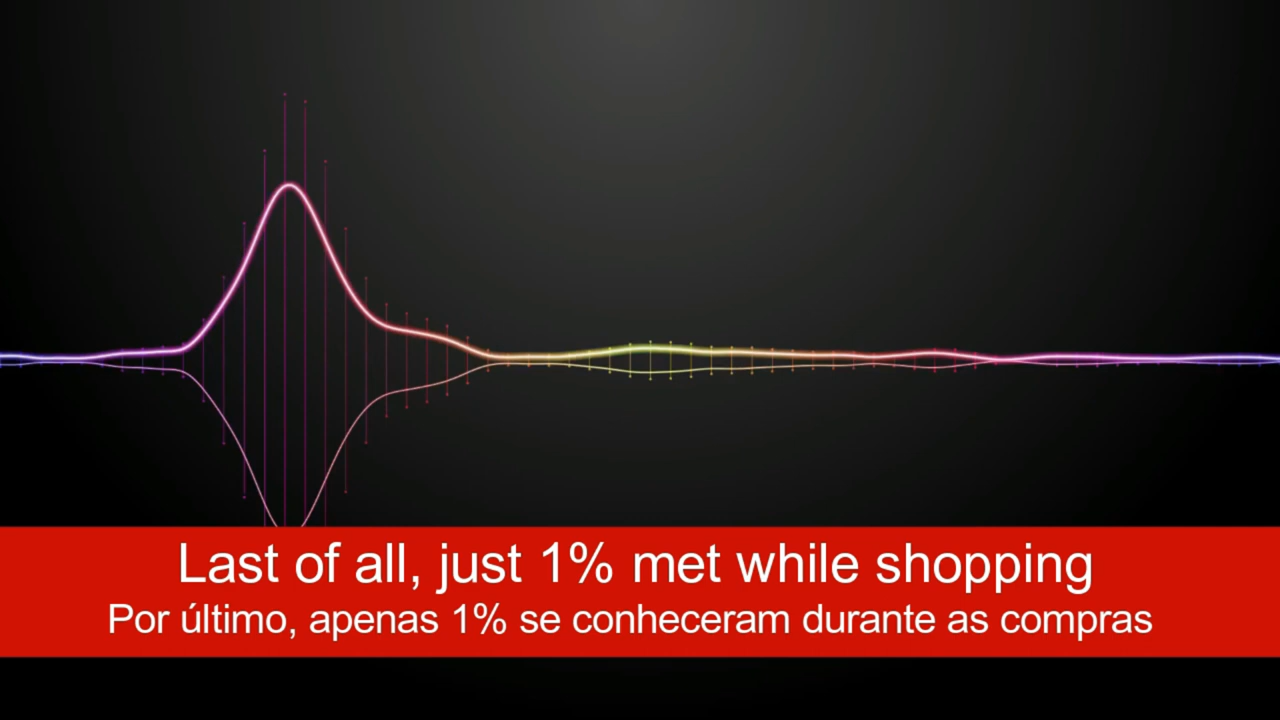 Last of all, just 1% met while shopping
Por último, apenas 1% se conheceram durante as compras